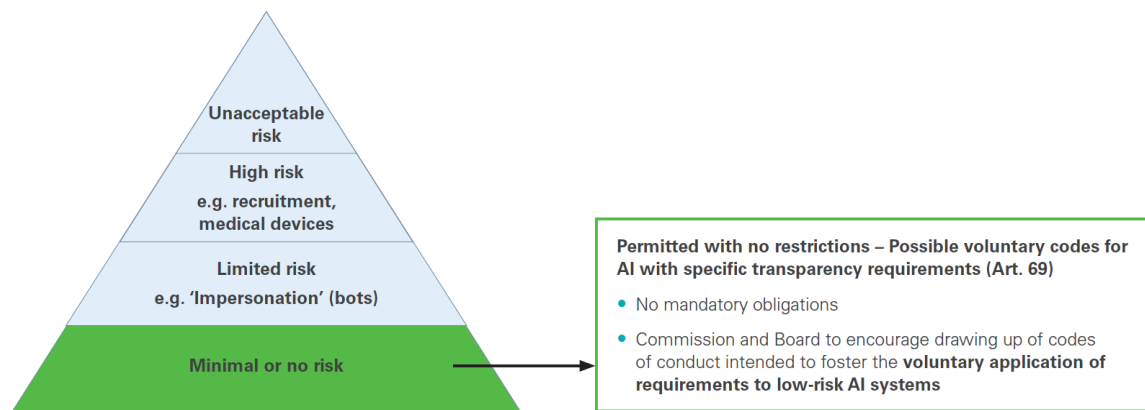 Unacceptable
risk
High risk
e.g. recruitment,
medical devices
Limited risk
e.g. ‘Impersonation’ (bots)
Minimal or no risk
Permitted with no restrictions – Possible voluntary codes for
AI with specific transparency requirements (Art. 69)
• No mandatory obligations
• Commission and Board to encourage drawing up of codes
of conduct intended to foster the voluntary application of
requirements to low-risk AI systems